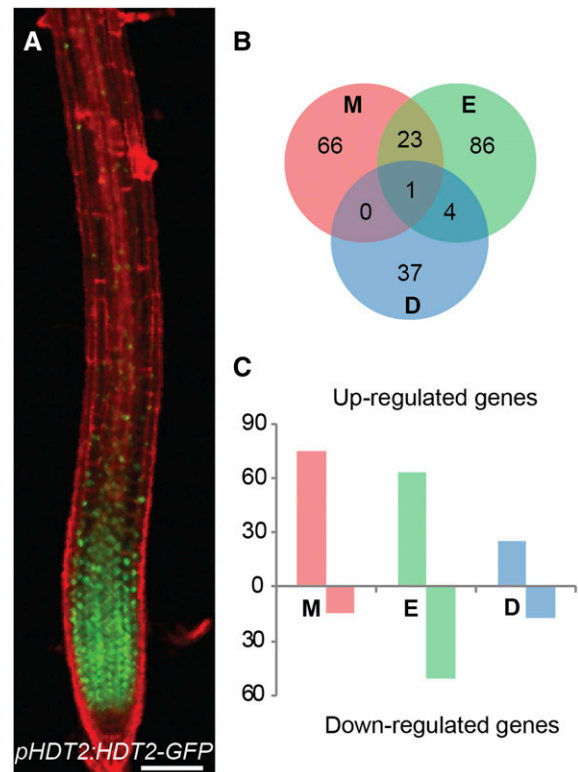 A
pHDT2:HDT2-GFP
B
M
E
66
23
86
1
0
4
37
D
C
Up-regulated genes
90
60
30
0
M
E
D
30
60
Down-regulated genes